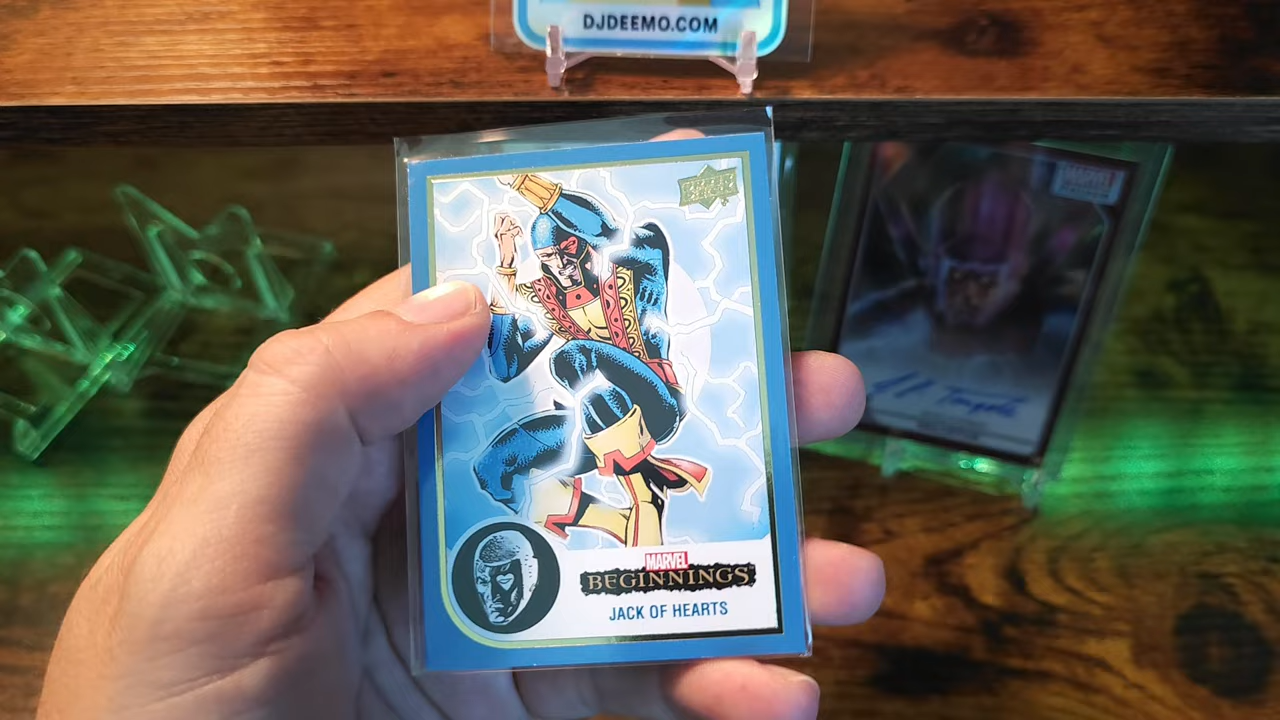 DJDEEMO.COM
UPPER DECK
MARVEL
MARVEL
BEGINNINGS
JACK OF HEARTS